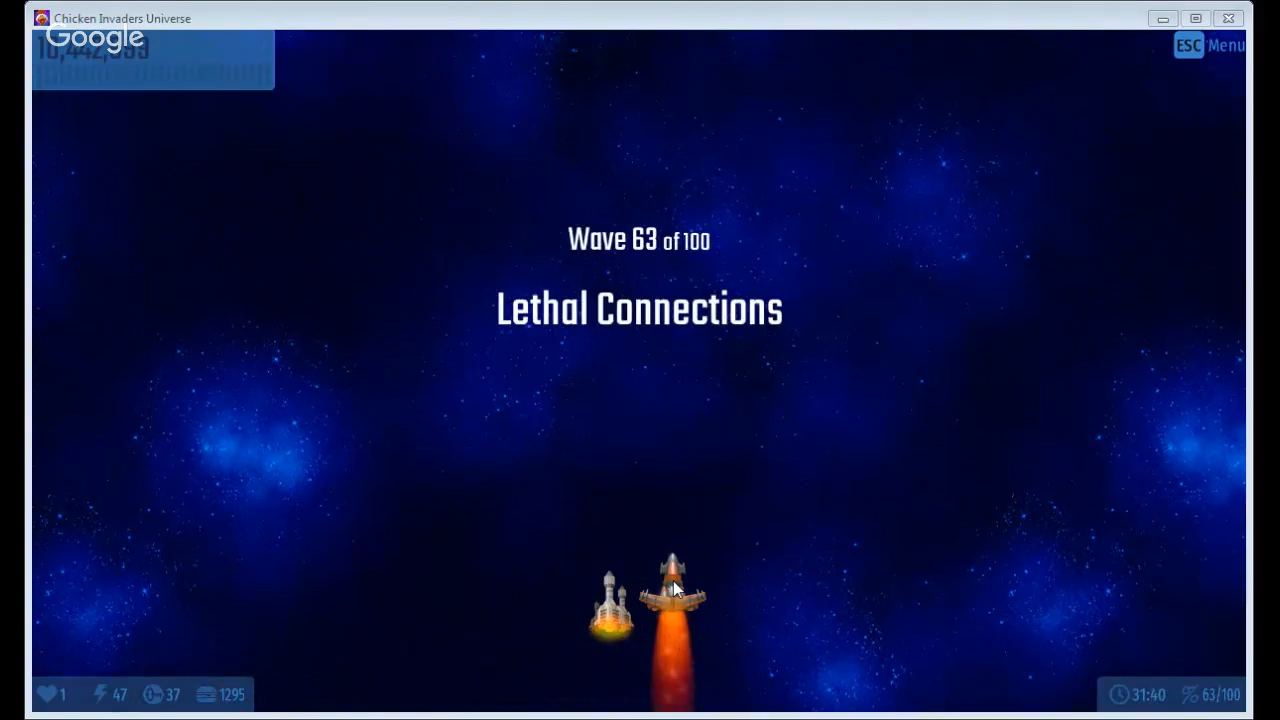 Chicken Invaders Universe
Google
ESC Menu
Wave 63 of 100
Lethal Connections
1 47 37 1295
31:40 63/100